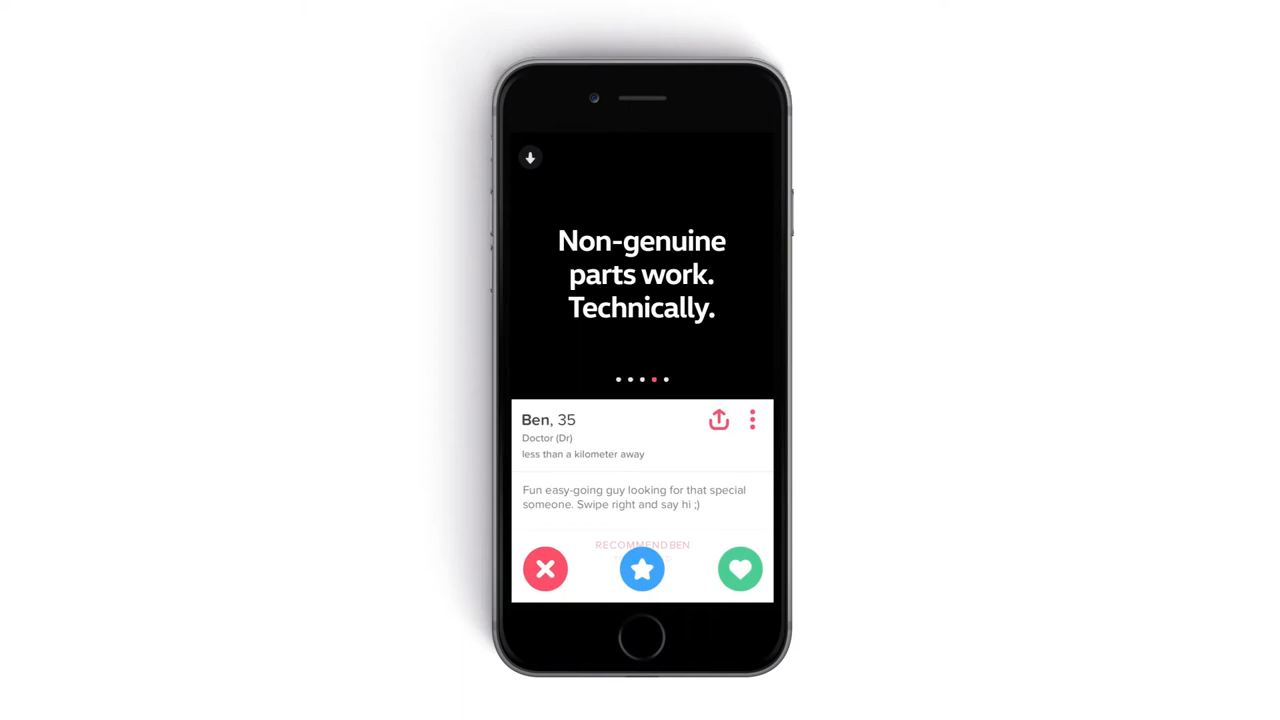 Non-genuine
parts work.
Technically.
Ben, 35
Doctor (Dr)
less than a kilometer away
Fun easy-going guy looking for that special
someone. Swipe right and say hi ;)
RECOMMEND BEN